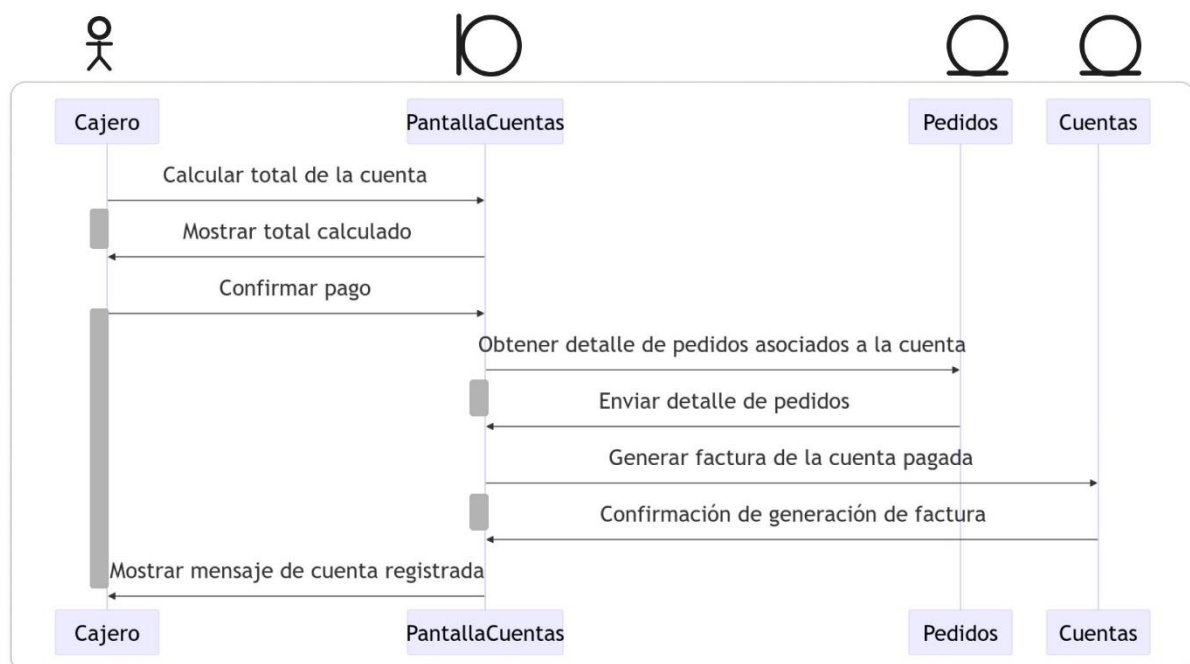 Cajero
PantallaCuentas
Pedidos
Cuentas
Calcular total de la cuenta
Mostrar total calculado
Confirmar pago
Obtener detalle de pedidos asociados a la cuenta
Enviar detalle de pedidos
Generar factura de la cuenta pagada
Confirmación de generación de factura
Mostrar mensaje de cuenta registrada
Cajero
PantallaCuentas
Pedidos
Cuentas